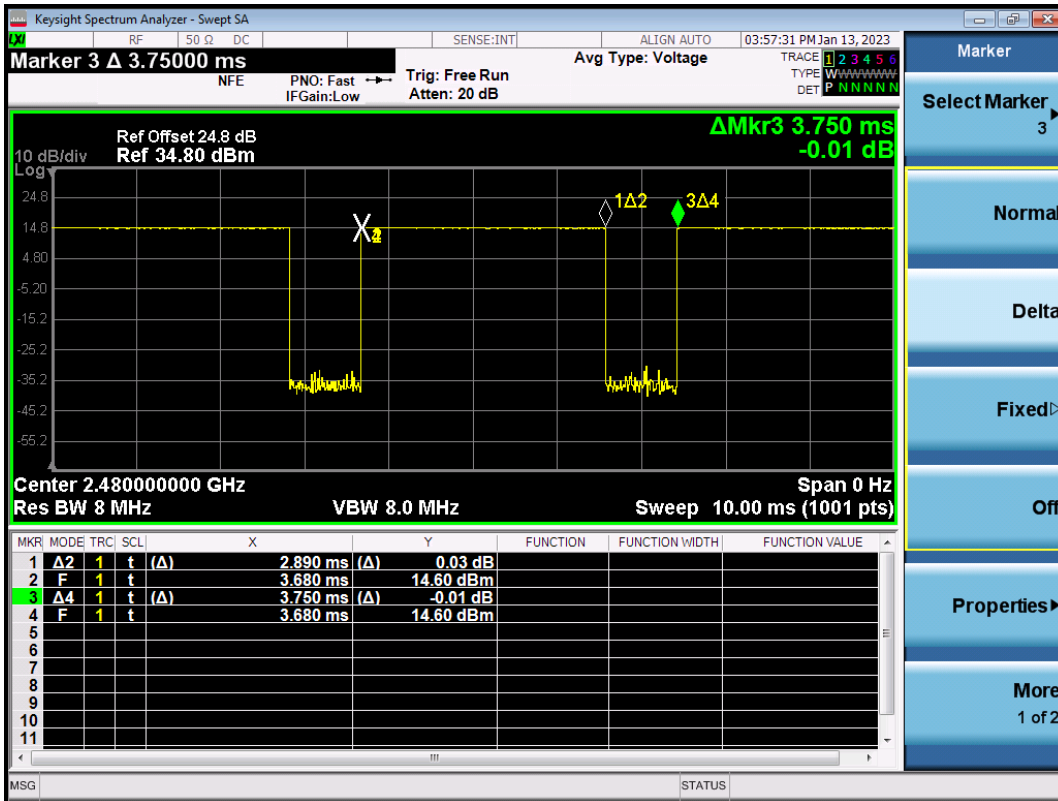 Keysight Spectrum Analyzer - Swept SA
LXI RF 50 Ω DC SENSE:INT ALIGN AUTO 03:57:31 PM Jan 13, 2023
Marker 3 Δ 3.75000 ms
NFE
PNO: Fast
IFGain:Low
Trig: Free Run
Atten: 20 dB
Avg Type: Voltage
TRACE 1 2 3 4 5 6
TYPE WWWWWW
DET P N N N N N
ΔMkr3 3.750 ms
-0.01 dB
Ref Offset 24.8 dB
10 dB/div Ref 34.80 dBm
Log
24.8
14.8
4.80
-5.20
-15.2
-25.2
-35.2
-45.2
-55.2
1Δ2
3Δ4
Center 2.480000000 GHz Span 0 Hz
Res BW 8 MHz VBW 8.0 MHz Sweep 10.00 ms (1001 pts)
MKR MODE TRC SCL X Y FUNCTION FUNCTION WIDTH FUNCTION VALUE
1 Δ2 1 t (Δ) 2.890 ms (Δ) 0.03 dB
2 F 1 t 3.680 ms 14.60 dBm
3 Δ4 1 t (Δ) 3.750 ms (Δ) -0.01 dB
4 F 1 t 3.680 ms 14.60 dBm
5
6
7
8
9
10
11
MSG STATUS
Marker
Select Marker
3
Normal
Delta
Fixed
Off
Properties
More
1 of 2